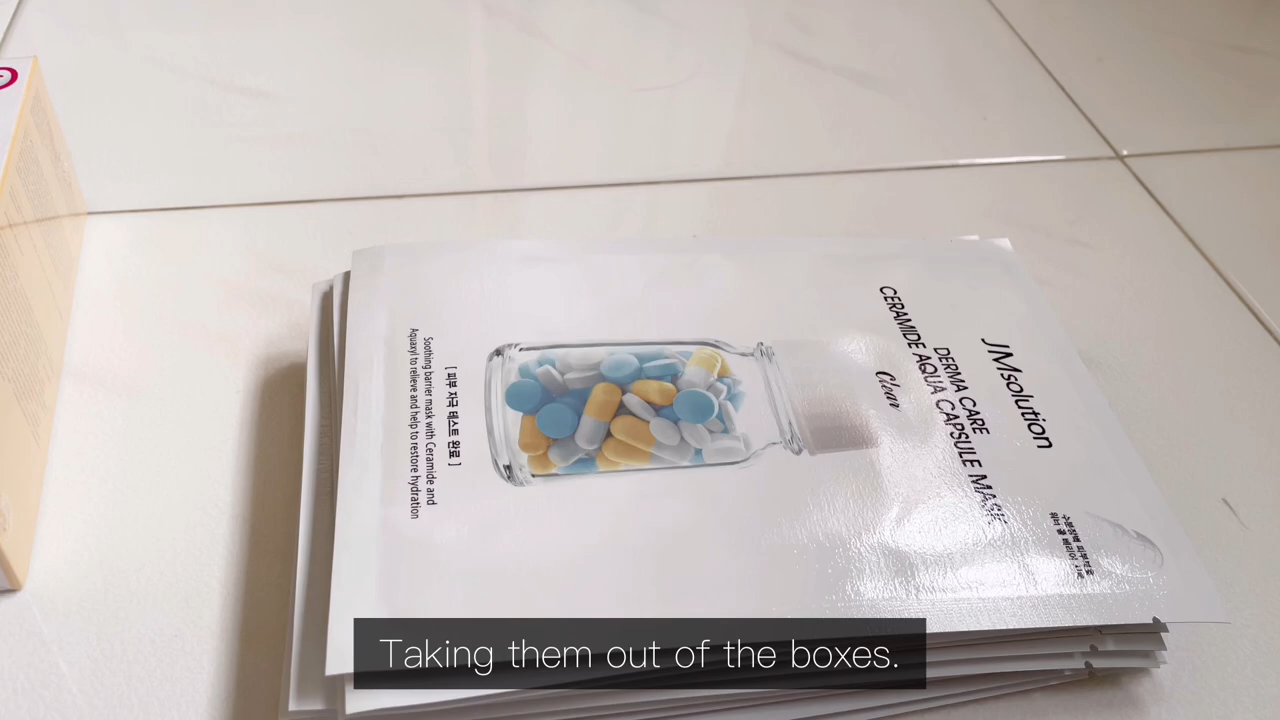 JMsolution
DERMA CARE
CERAMIDE AQUA CAPSULE MASK
Clear
[ 피부 자극 테스트 완료 ]
Soothing barrier mask with Ceramide and
Aquaxyl to relieve and help to restore hydration
Taking them out of the boxes.